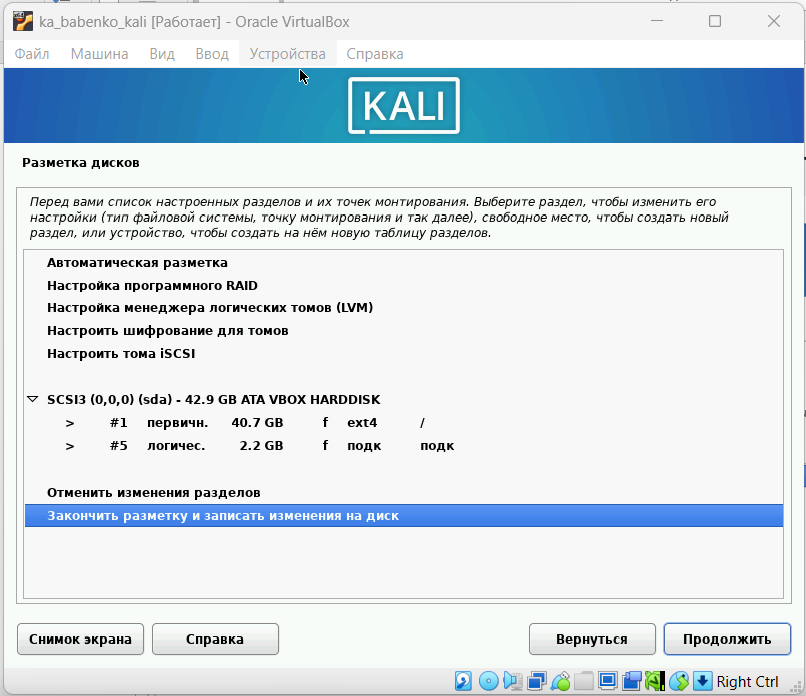 ka_babenko_kali [Работает] - Oracle VirtualBox
Файл Машина Вид Ввод Устройства Справка
KALI
Разметка дисков
Перед вами список настроенных разделов и их точек монтирования. Выберите раздел, чтобы изменить его
настройки (тип файловой системы, точку монтирования и так далее), свободное место, чтобы создать новый
раздел, или устройство, чтобы создать на нём новую таблицу разделов.
Автоматическая разметка
Настройка программного RAID
Настройка менеджера логических томов (LVM)
Настроить шифрование для томов
Настроить тома iSCSI
SCSI3 (0,0,0) (sda) - 42.9 GB ATA VBOX HARDDISK
> #1 первичн. 40.7 GB f ext4 /
> #5 логичес. 2.2 GB f подк подк
Отменить изменения разделов
Закончить разметку и записать изменения на диск
Снимок экрана Справка Вернуться Продолжить
Right Ctrl